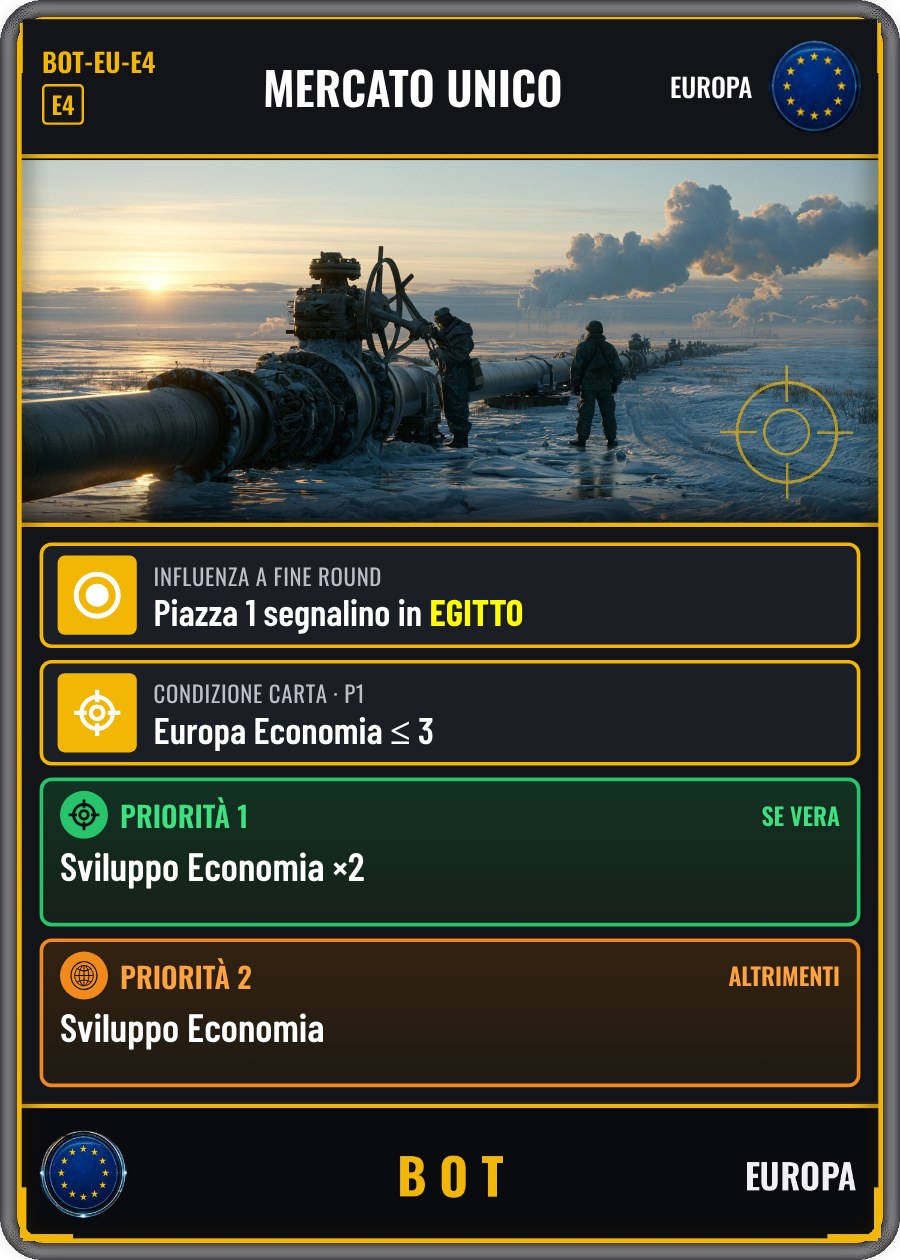 BOT-EU-E4
E4
MERCATO UNICO
EUROPA
INFLUENZA A FINE ROUND
Piazza 1 segnalino in EGITTO
CONDIZIONE CARTA · P1
Europa Economia ≤ 3
PRIORITÀ 1
SE VERA
Sviluppo Economia ×2
PRIORITÀ 2
ALTRIMENTI
Sviluppo Economia
BOT
EUROPA